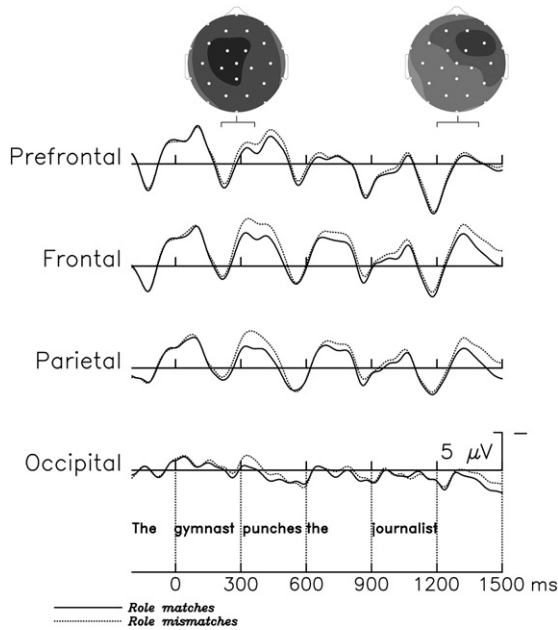 Prefrontal
Frontal
Parietal
5 μV
Occipital
The gymnast punches the journalist
0 300 600 900 1200 1500 ms
Role matches
Role mismatches